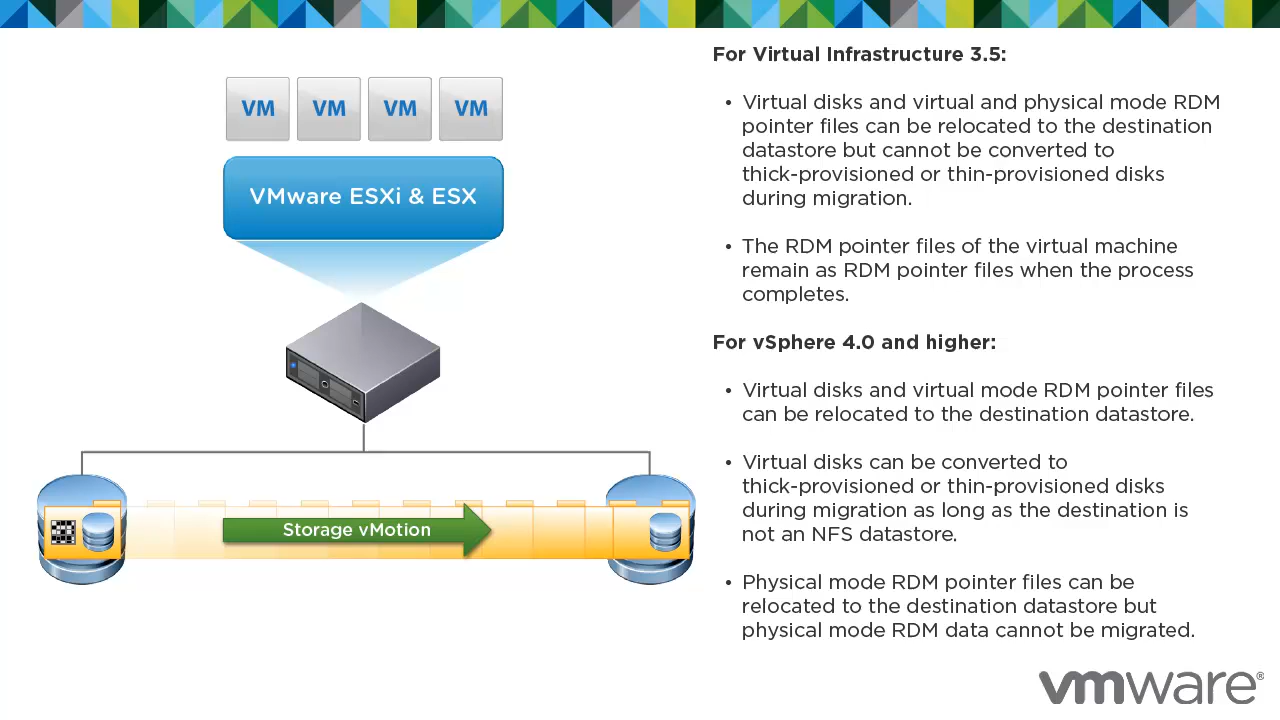 VM VM VM VM
VMware ESXi & ESX
Storage vMotion
For Virtual Infrastructure 3.5:
• Virtual disks and virtual and physical mode RDM
pointer files can be relocated to the destination
datastore but cannot be converted to
thick-provisioned or thin-provisioned disks
during migration.
• The RDM pointer files of the virtual machine
remain as RDM pointer files when the process
completes.
For vSphere 4.0 and higher:
• Virtual disks and virtual mode RDM pointer files
can be relocated to the destination datastore.
• Virtual disks can be converted to
thick-provisioned or thin-provisioned disks
during migration as long as the destination is
not an NFS datastore.
• Physical mode RDM pointer files can be
relocated to the destination datastore but
physical mode RDM data cannot be migrated.
vmware®